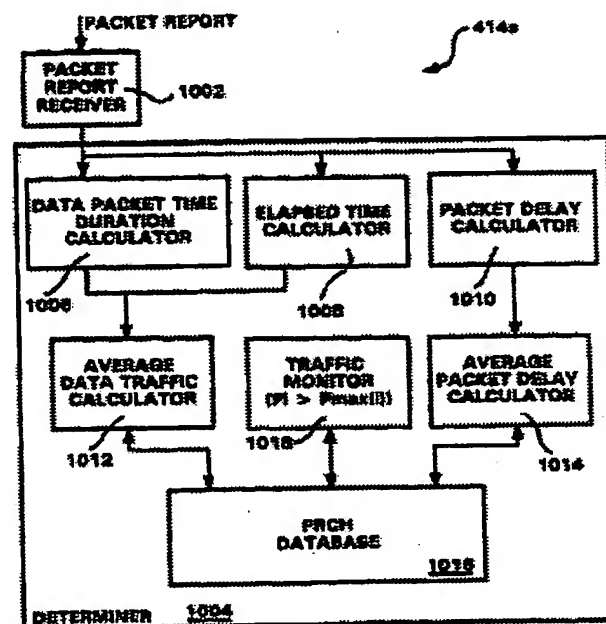 PACKET REPORT
414a
PACKET
REPORT
RECEIVER
1002
DATA PACKET TIME
DURATION
CALCULATOR
ELAPSED TIME
CALCULATOR
PACKET DELAY
CALCULATOR
1006
1008
1010
AVERAGE
DATA TRAFFIC
CALCULATOR
TRAFFIC
MONITOR
(Pi > Pmax(i))
AVERAGE
PACKET DELAY
CALCULATOR
1012
1018
1014
PRCH
DATABASE
1016
DETERMINER 1004